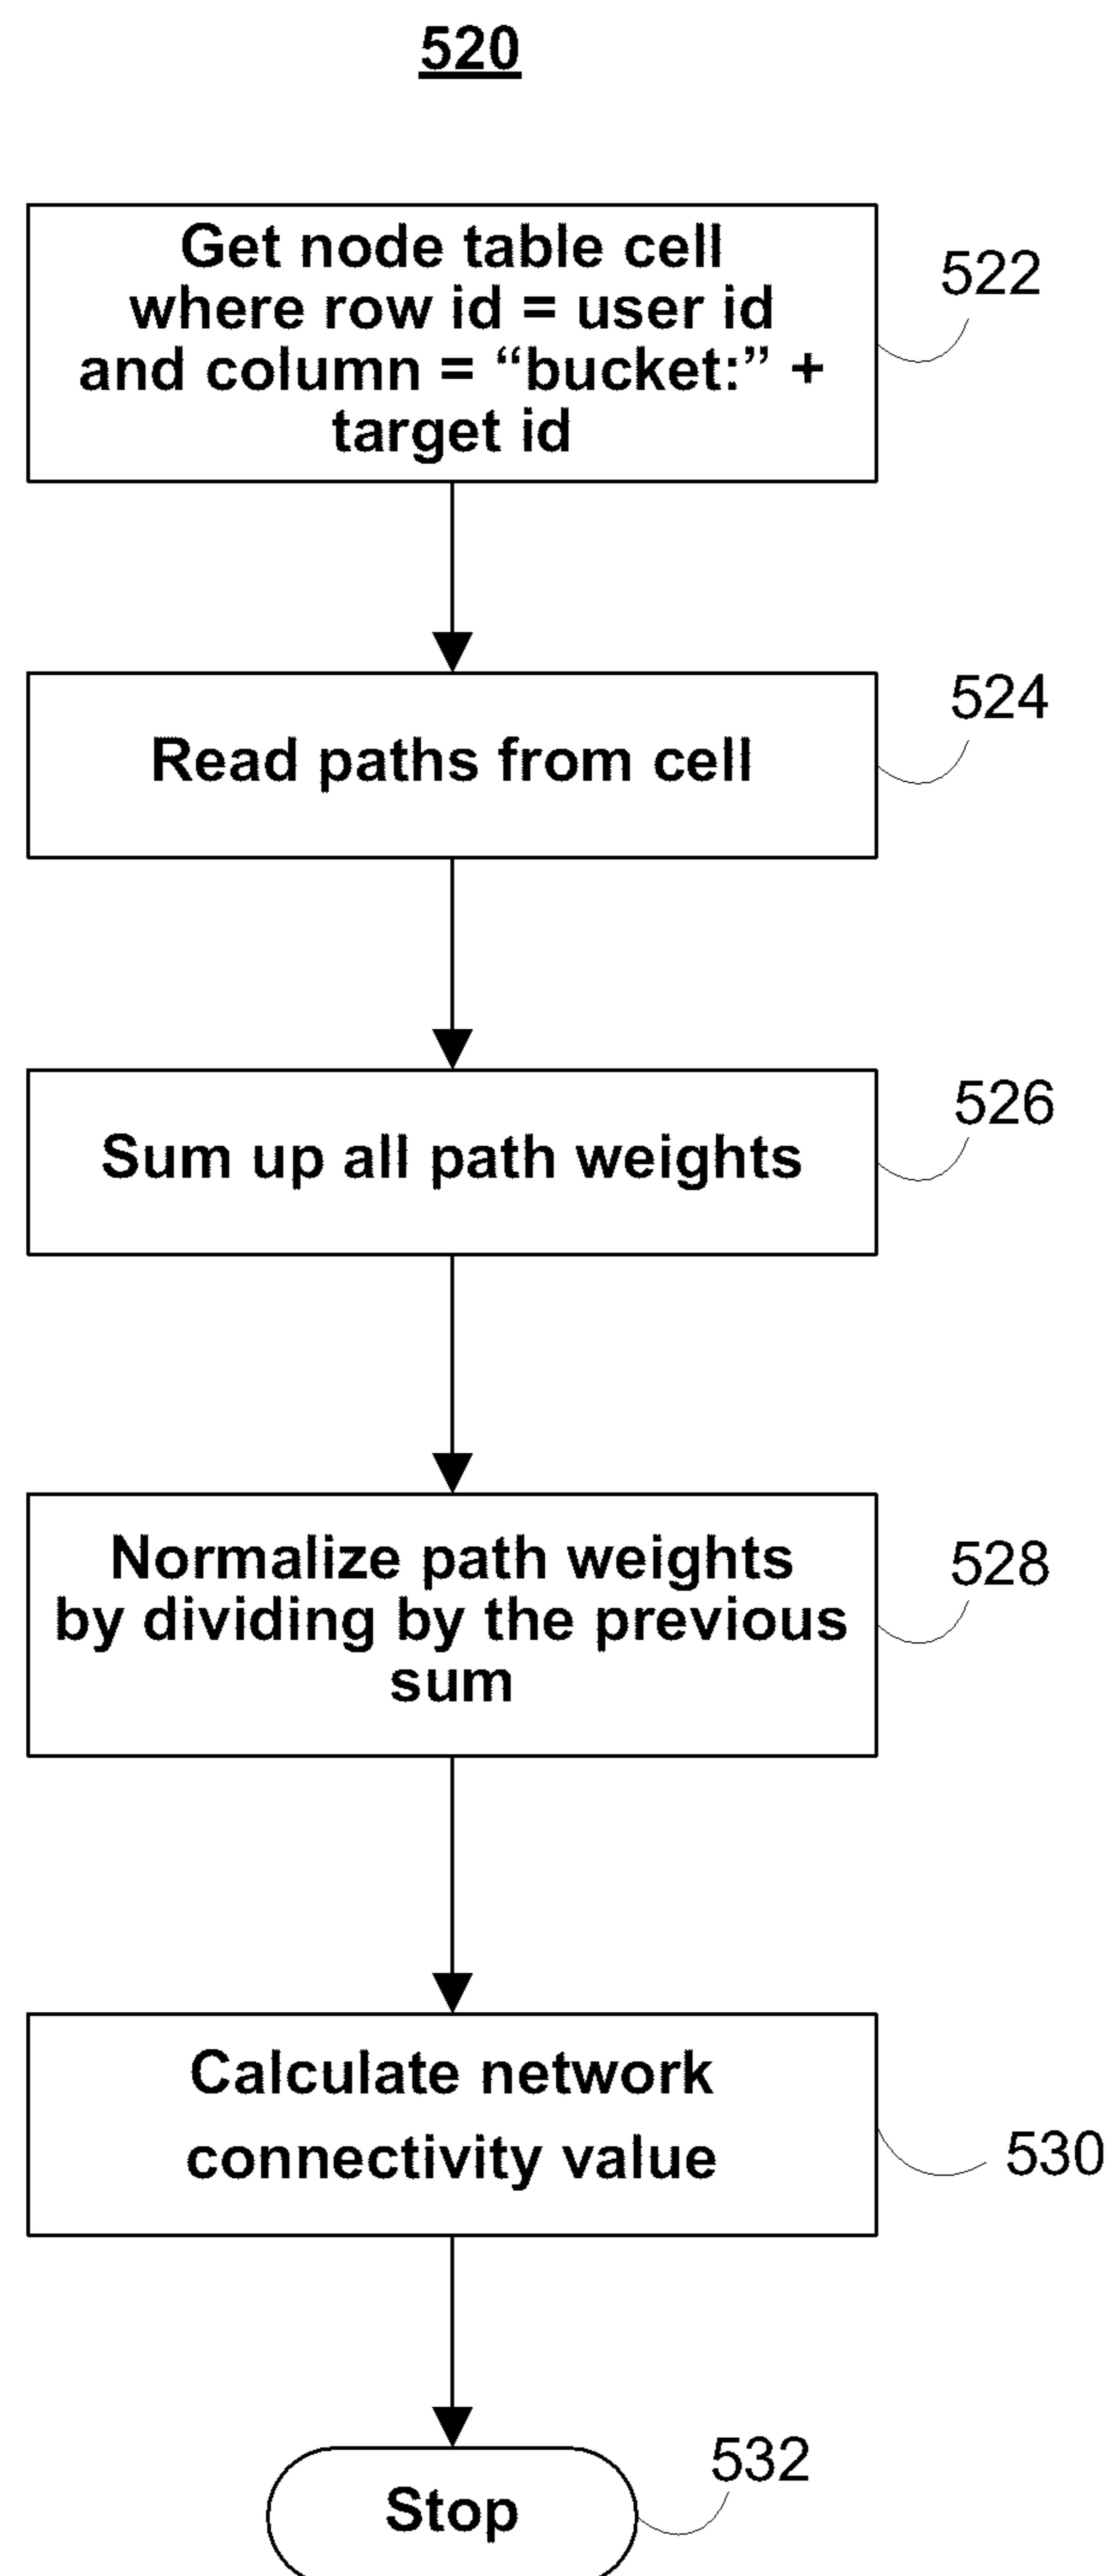 520
Get node table cell
where row id = user id
and column = “bucket:” +
target id
522
Read paths from cell
524
Sum up all path weights
526
Normalize path weights
by dividing by the previous
sum
528
Calculate network
connectivity value
530
Stop
532